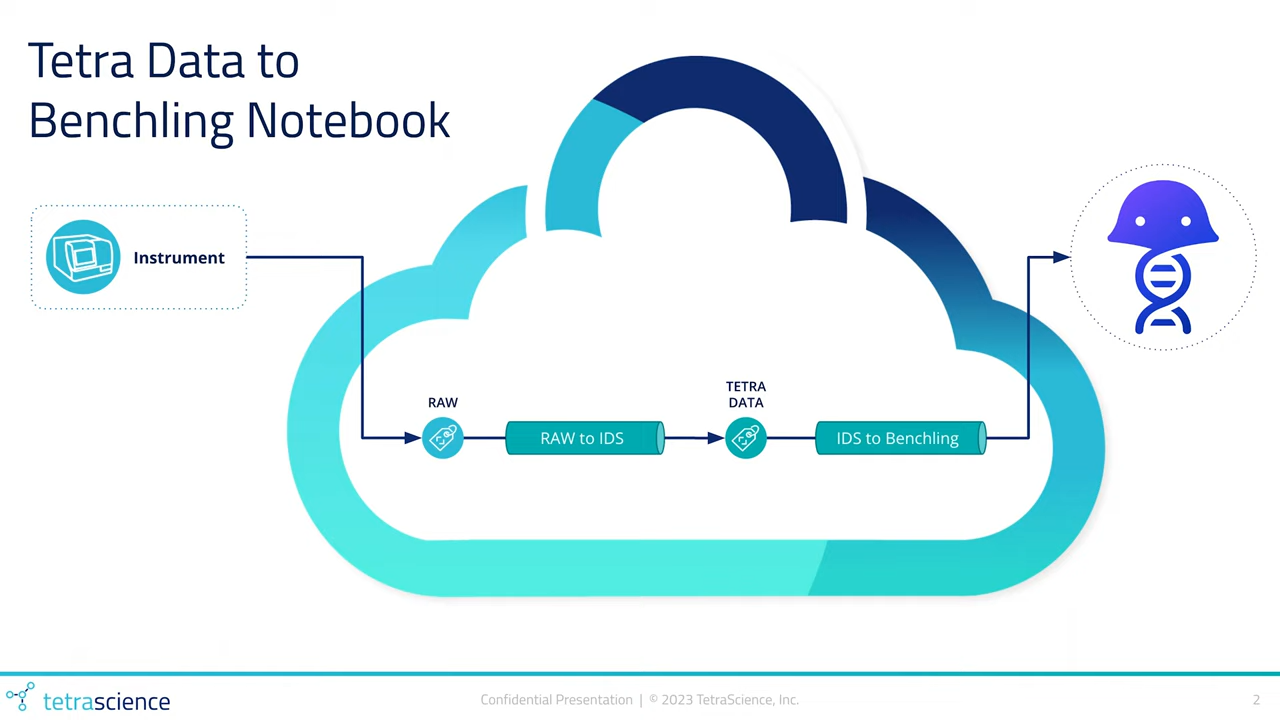 Tetra Data to
Benchling Notebook
Instrument
RAW
RAW to IDS
TETRA
DATA
IDS to Benchling
tetrascience
Confidential Presentation | © 2023 TetraScience, Inc.
2